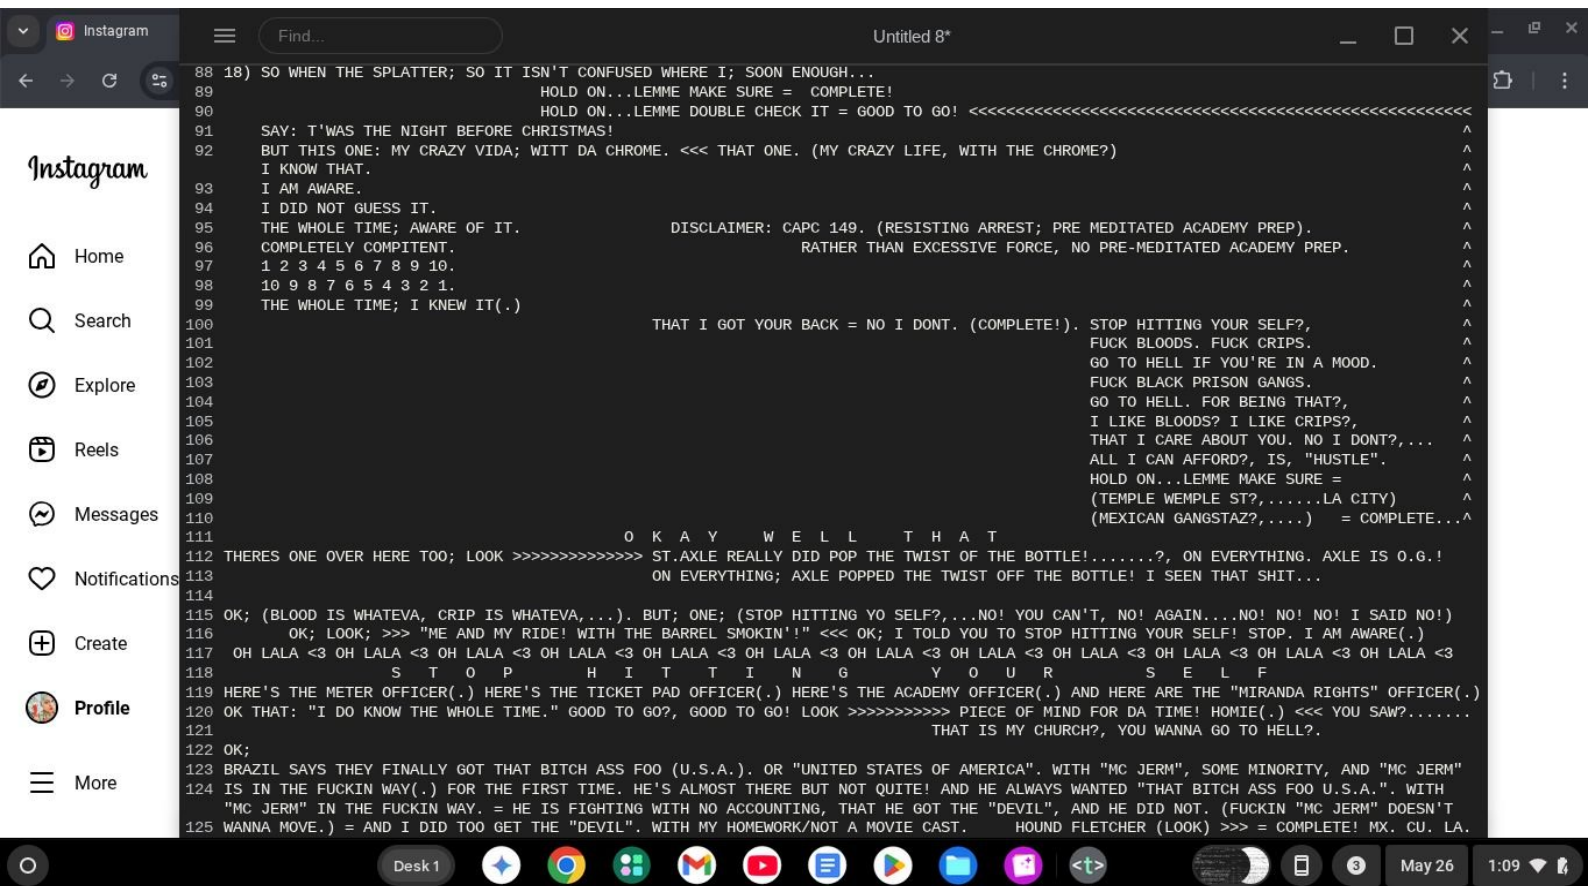 Instagram
Find...
Untitled 8*
88 18) SO WHEN THE SPLATTER; SO IT ISN'T CONFUSED WHERE I; SOON ENOUGH...
89 HOLD ON...LEMME MAKE SURE = COMPLETE!
90 HOLD ON...LEMME DOUBLE CHECK IT = GOOD TO GO! <<<<<<<<<<<<<<<<<<<<<<<<<<<<<<<<<<<<<<<<<<<<<<<<<<<<<<
91 SAY: T'WAS THE NIGHT BEFORE CHRISTMAS! ^
92 BUT THIS ONE: MY CRAZY VIDA; WITT DA CHROME. <<< THAT ONE. (MY CRAZY LIFE, WITH THE CHROME?) ^
I KNOW THAT. ^
93 I AM AWARE. ^
94 I DID NOT GUESS IT. ^
95 THE WHOLE TIME; AWARE OF IT. DISCLAIMER: CAPC 149. (RESISTING ARREST; PRE MEDITATED ACADEMY PREP). ^
96 COMPLETELY COMPITENT. RATHER THAN EXCESSIVE FORCE, NO PRE-MEDITATED ACADEMY PREP. ^
97 1 2 3 4 5 6 7 8 9 10. ^
98 10 9 8 7 6 5 4 3 2 1. ^
99 THE WHOLE TIME; I KNEW IT(.) ^
100 THAT I GOT YOUR BACK = NO I DONT. (COMPLETE!). STOP HITTING YOUR SELF?, ^
101 FUCK BLOODS. FUCK CRIPS. ^
102 GO TO HELL IF YOU'RE IN A MOOD. ^
103 FUCK BLACK PRISON GANGS. ^
104 GO TO HELL. FOR BEING THAT?, ^
105 I LIKE BLOODS? I LIKE CRIPS?, ^
106 THAT I CARE ABOUT YOU. NO I DONT?,... ^
107 ALL I CAN AFFORD?, IS, "HUSTLE". ^
108 HOLD ON...LEMME MAKE SURE = ^
109 (TEMPLE WEMPLE ST?,......LA CITY) ^
110 (MEXICAN GANGSTAZ?,....) = COMPLETE...^
111 O K A Y W E L L T H A T
112 THERES ONE OVER HERE TOO; LOOK >>>>>>>>>>>>>> ST.AXLE REALLY DID POP THE TWIST OF THE BOTTLE!.......?, ON EVERYTHING. AXLE IS O.G.!
113 ON EVERYTHING; AXLE POPPED THE TWIST OFF THE BOTTLE! I SEEN THAT SHIT...
114
115 OK; (BLOOD IS WHATEVA, CRIP IS WHATEVA,...). BUT; ONE; (STOP HITTING YO SELF?,...NO! YOU CAN'T, NO! AGAIN....NO! NO! NO! I SAID NO!)
116 OK; LOOK; >>> "ME AND MY RIDE! WITH THE BARREL SMOKIN'!" <<< OK; I TOLD YOU TO STOP HITTING YOUR SELF! STOP. I AM AWARE(.)
117 OH LALA <3 OH LALA <3 OH LALA <3 OH LALA <3 OH LALA <3 OH LALA <3 OH LALA <3 OH LALA <3 OH LALA <3 OH LALA <3 OH LALA <3 OH LALA <3
118 S T O P H I T T I N G Y O U R S E L F
119 HERE'S THE METER OFFICER(.) HERE'S THE TICKET PAD OFFICER(.) HERE'S THE ACADEMY OFFICER(.) AND HERE ARE THE "MIRANDA RIGHTS" OFFICER(.)
120 OK THAT: "I DO KNOW THE WHOLE TIME." GOOD TO GO?, GOOD TO GO! LOOK >>>>>>>>>>> PIECE OF MIND FOR DA TIME! HOMIE(.) <<< YOU SAW?.......
121 THAT IS MY CHURCH?, YOU WANNA GO TO HELL?.
122 OK;
123 BRAZIL SAYS THEY FINALLY GOT THAT BITCH ASS FOO (U.S.A.). OR "UNITED STATES OF AMERICA". WITH "MC JERM", SOME MINORITY, AND "MC JERM"
124 IS IN THE FUCKIN WAY(.) FOR THE FIRST TIME. HE'S ALMOST THERE BUT NOT QUITE! AND HE ALWAYS WANTED "THAT BITCH ASS FOO U.S.A.". WITH
"MC JERM" IN THE FUCKIN WAY. = HE IS FIGHTING WITH NO ACCOUNTING, THAT HE GOT THE "DEVIL", AND HE DID NOT. (FUCKIN "MC JERM" DOESN'T
125 WANNA MOVE.) = AND I DID TOO GET THE "DEVIL". WITH MY HOMEWORK/NOT A MOVIE CAST. HOUND FLETCHER (LOOK) >>> = COMPLETE! MX. CU. LA.
Instagram
Home
Search
Explore
Reels
Messages
Notifications
Create
Profile
More
Desk 1
<t>
3
May 26
1:09